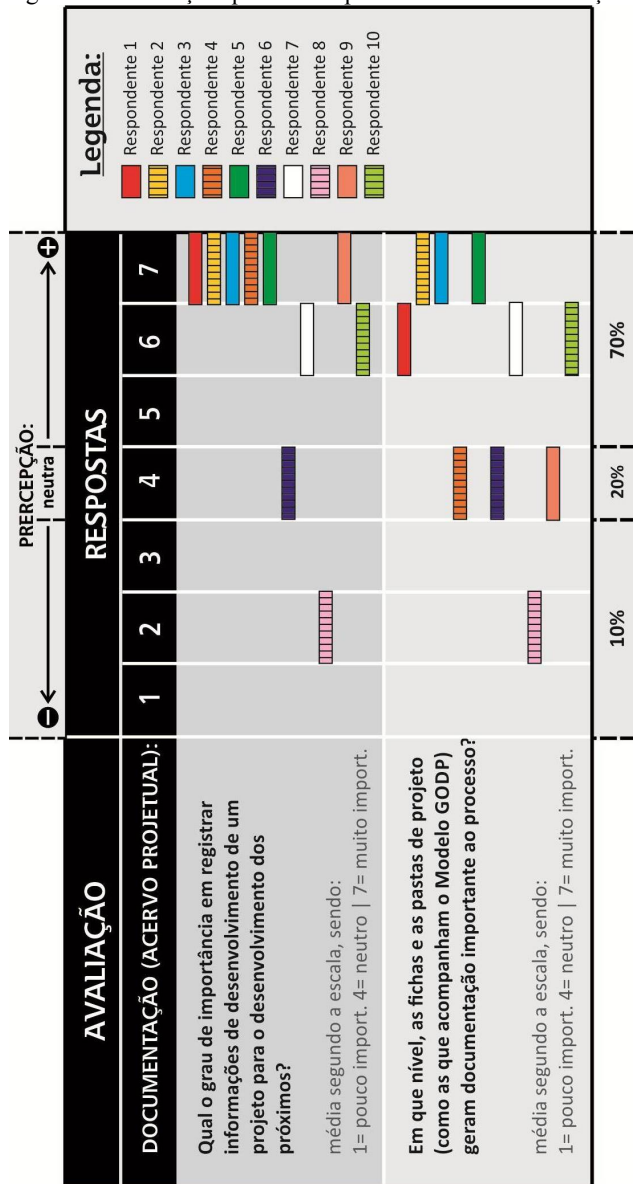 PRERCEPÇÃO:
neutra
AVALIAÇÃO
RESPOSTAS
DOCUMENTAÇÃO (ACERVO PROJETUAL):
1
2
3
4
5
6
7
Qual o grau de importância em registrar
informações de desenvolvimento de um
projeto para o desenvolvimento dos
próximos?
média segundo a escala, sendo:
1= pouco import. 4= neutro | 7= muito import.
Em que nível, as fichas e as pastas de projeto
(como as que acompanham o Modelo GODP)
geram documentação importante ao processo?
média segundo a escala, sendo:
1= pouco import. 4= neutro | 7= muito import.
10%
20%
70%
Legenda:
Respondente 1
Respondente 2
Respondente 3
Respondente 4
Respondente 5
Respondente 6
Respondente 7
Respondente 8
Respondente 9
Respondente 10